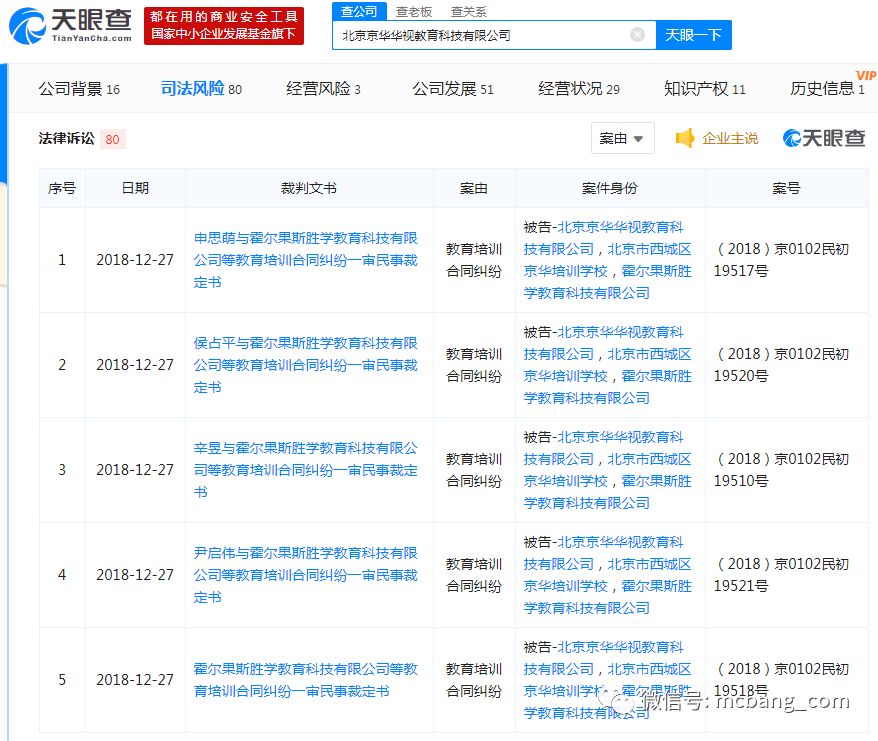 天眼查
TianYanCha.com
都在用的商业安全工具
国家中小企业发展基金旗下
查公司 查老板 查关系
北京京华华视教育科技有限公司
天眼一下
公司背景 16 司法风险 80 经营风险 3 公司发展 51 经营状况 29 知识产权 11 历史信息 1
VIP
法律诉讼 80 案由 企业主说 天眼查
序号 日期 裁判文书 案由 案件身份 案号
1
2018-12-27
申思萌与霍尔果斯胜学教育科技有限
公司等教育培训合同纠纷一审民事裁
定书
教育培训
合同纠纷
被告-北京京华华视教育科
技有限公司，北京市西城区
京华培训学校，霍尔果斯胜
学教育科技有限公司
（2018）京0102民初
19517号
2
2018-12-27
侯占平与霍尔果斯胜学教育科技有限
公司等教育培训合同纠纷一审民事裁
定书
教育培训
合同纠纷
被告-北京京华华视教育科
技有限公司，北京市西城区
京华培训学校，霍尔果斯胜
学教育科技有限公司
（2018）京0102民初
19520号
3
2018-12-27
辛昱与霍尔果斯胜学教育科技有限公
司等教育培训合同纠纷一审民事裁定
书
教育培训
合同纠纷
被告-北京京华华视教育科
技有限公司，北京市西城区
京华培训学校，霍尔果斯胜
学教育科技有限公司
（2018）京0102民初
19510号
4
2018-12-27
尹启伟与霍尔果斯胜学教育科技有限
公司等教育培训合同纠纷一审民事裁
定书
教育培训
合同纠纷
被告-北京京华华视教育科
技有限公司，北京市西城区
京华培训学校，霍尔果斯胜
学教育科技有限公司
（2018）京0102民初
19521号
5
2018-12-27
霍尔果斯胜学教育科技有限公司等教
育培训合同纠纷一审民事裁定书
教育培训
合同纠纷
被告-北京京华华视教育科
技有限公司，北京市西城区
京华培训学校，霍尔果斯胜
学教育科技有限公司
（2018）京0102民初
19518号
微信号: mcbang_com